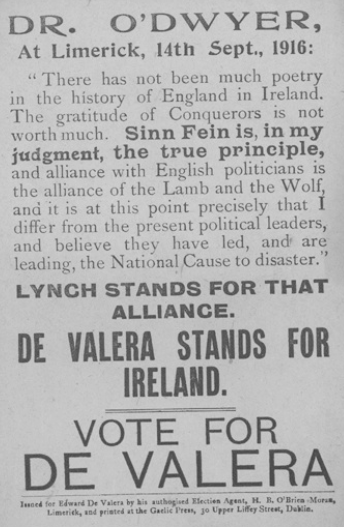 DR. O'DWYER,
At Limerick, 14th Sept., 1916:
"There has not been much poetry
in the history of England in Ireland.
The gratitude of Conquerors is not
worth much. Sinn Fein is, in my
judgment, the true principle,
and alliance with English politicians is
the alliance of the Lamb and the Wolf,
and it is at this point precisely that I
differ from the present political leaders,
and believe they have led, and are
leading, the National Cause to disaster."
LYNCH STANDS FOR THAT
ALLIANCE.
DE VALERA STANDS FOR
IRELAND.
VOTE FOR
DE VALERA
Issued for Edward De Valera by his authorised Election Agent, H. B. O'Brien Moran,
Limerick, and printed at the Gaelic Press, 30 Upper Liffey Street, Dublin.